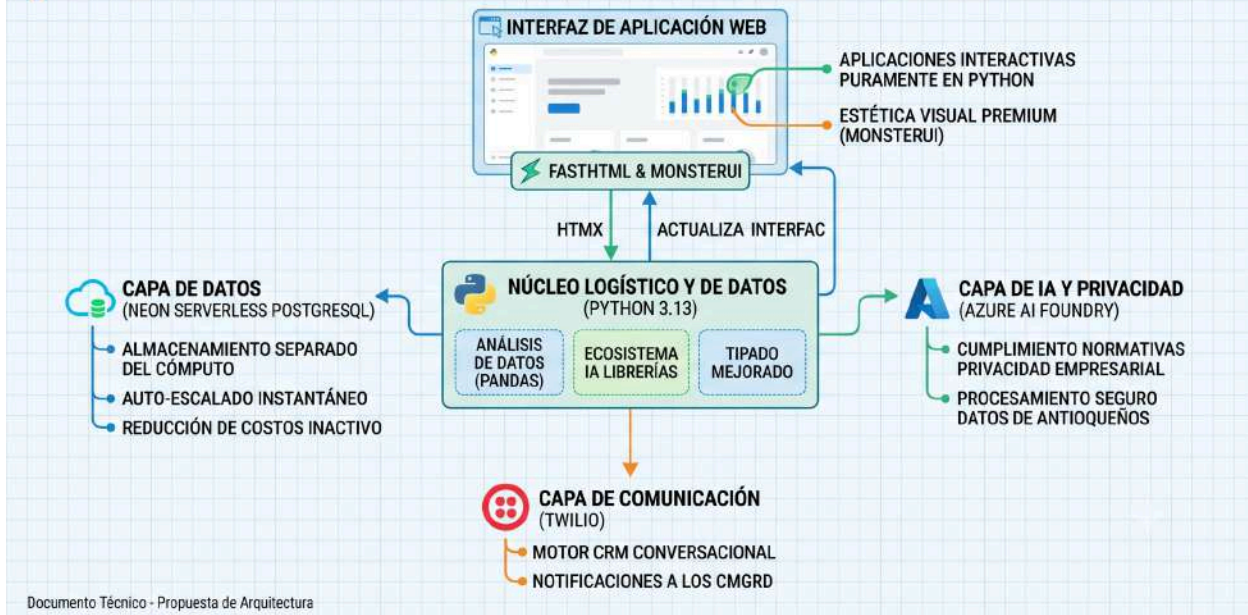 INTERFAZ DE APLICACIÓN WEB
APLICACIONES INTERACTIVAS
PURAMENTE EN PYTHON
ESTÉTICA VISUAL PREMIUM
(MONSTERUI)
FASTHTML & MONSTERUI
HTMX
ACTUALIZA INTERFAC
CAPA DE DATOS
(NEON SERVERLESS POSTGRESQL)
ALMACENAMIENTO SEPARADO
DEL CÓMPUTO
AUTO-ESCALADO INSTANTÁNEO
REDUCCIÓN DE COSTOS INACTIVO
NÚCLEO LOGÍSTICO Y DE DATOS
(PYTHON 3.13)
ANÁLISIS
DE DATOS
(PANDAS)
ECOSISTEMA
IA LIBRERÍAS
TIPADO
MEJORADO
CAPA DE IA Y PRIVACIDAD
(AZURE AI FOUNDRY)
CUMPLIMIENTO NORMATIVAS
PRIVACIDAD EMPRESARIAL
PROCESAMIENTO SEGURO
DATOS DE ANTIOQUEÑOS
CAPA DE COMUNICACIÓN
(TWILIO)
MOTOR CRM CONVERSACIONAL
NOTIFICACIONES A LOS CMGRD
Documento Técnico - Propuesta de Arquitectura